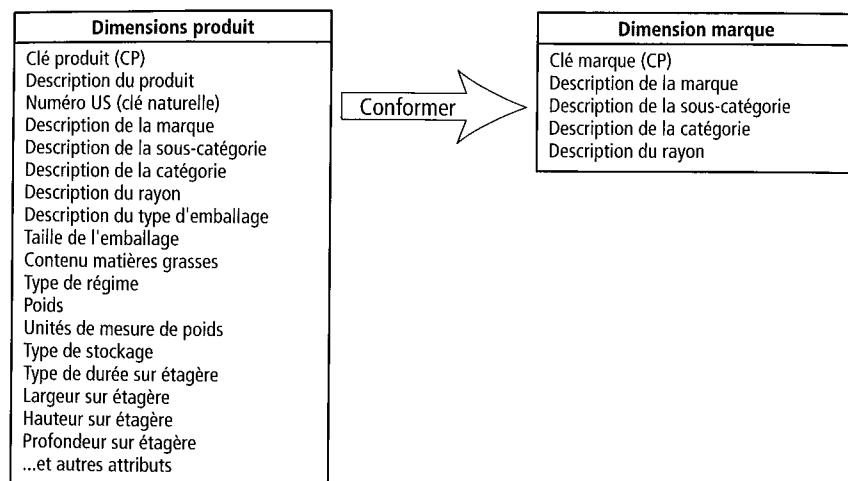 Dimensions produit
Clé produit (CP)
Description du produit
Numéro US (clé naturelle)
Description de la marque
Description de la sous-catégorie
Description de la catégorie
Description du rayon
Description du type d'emballage
Taille de l'emballage
Contenu matières grasses
Type de régime
Poids
Unités de mesure de poids
Type de stockage
Type de durée sur étagère
Largeur sur étagère
Hauteur sur étagère
Profondeur sur étagère
...et autres attributs
Conformer
Dimension marque
Clé marque (CP)
Description de la marque
Description de la sous-catégorie
Description de la catégorie
Description du rayon